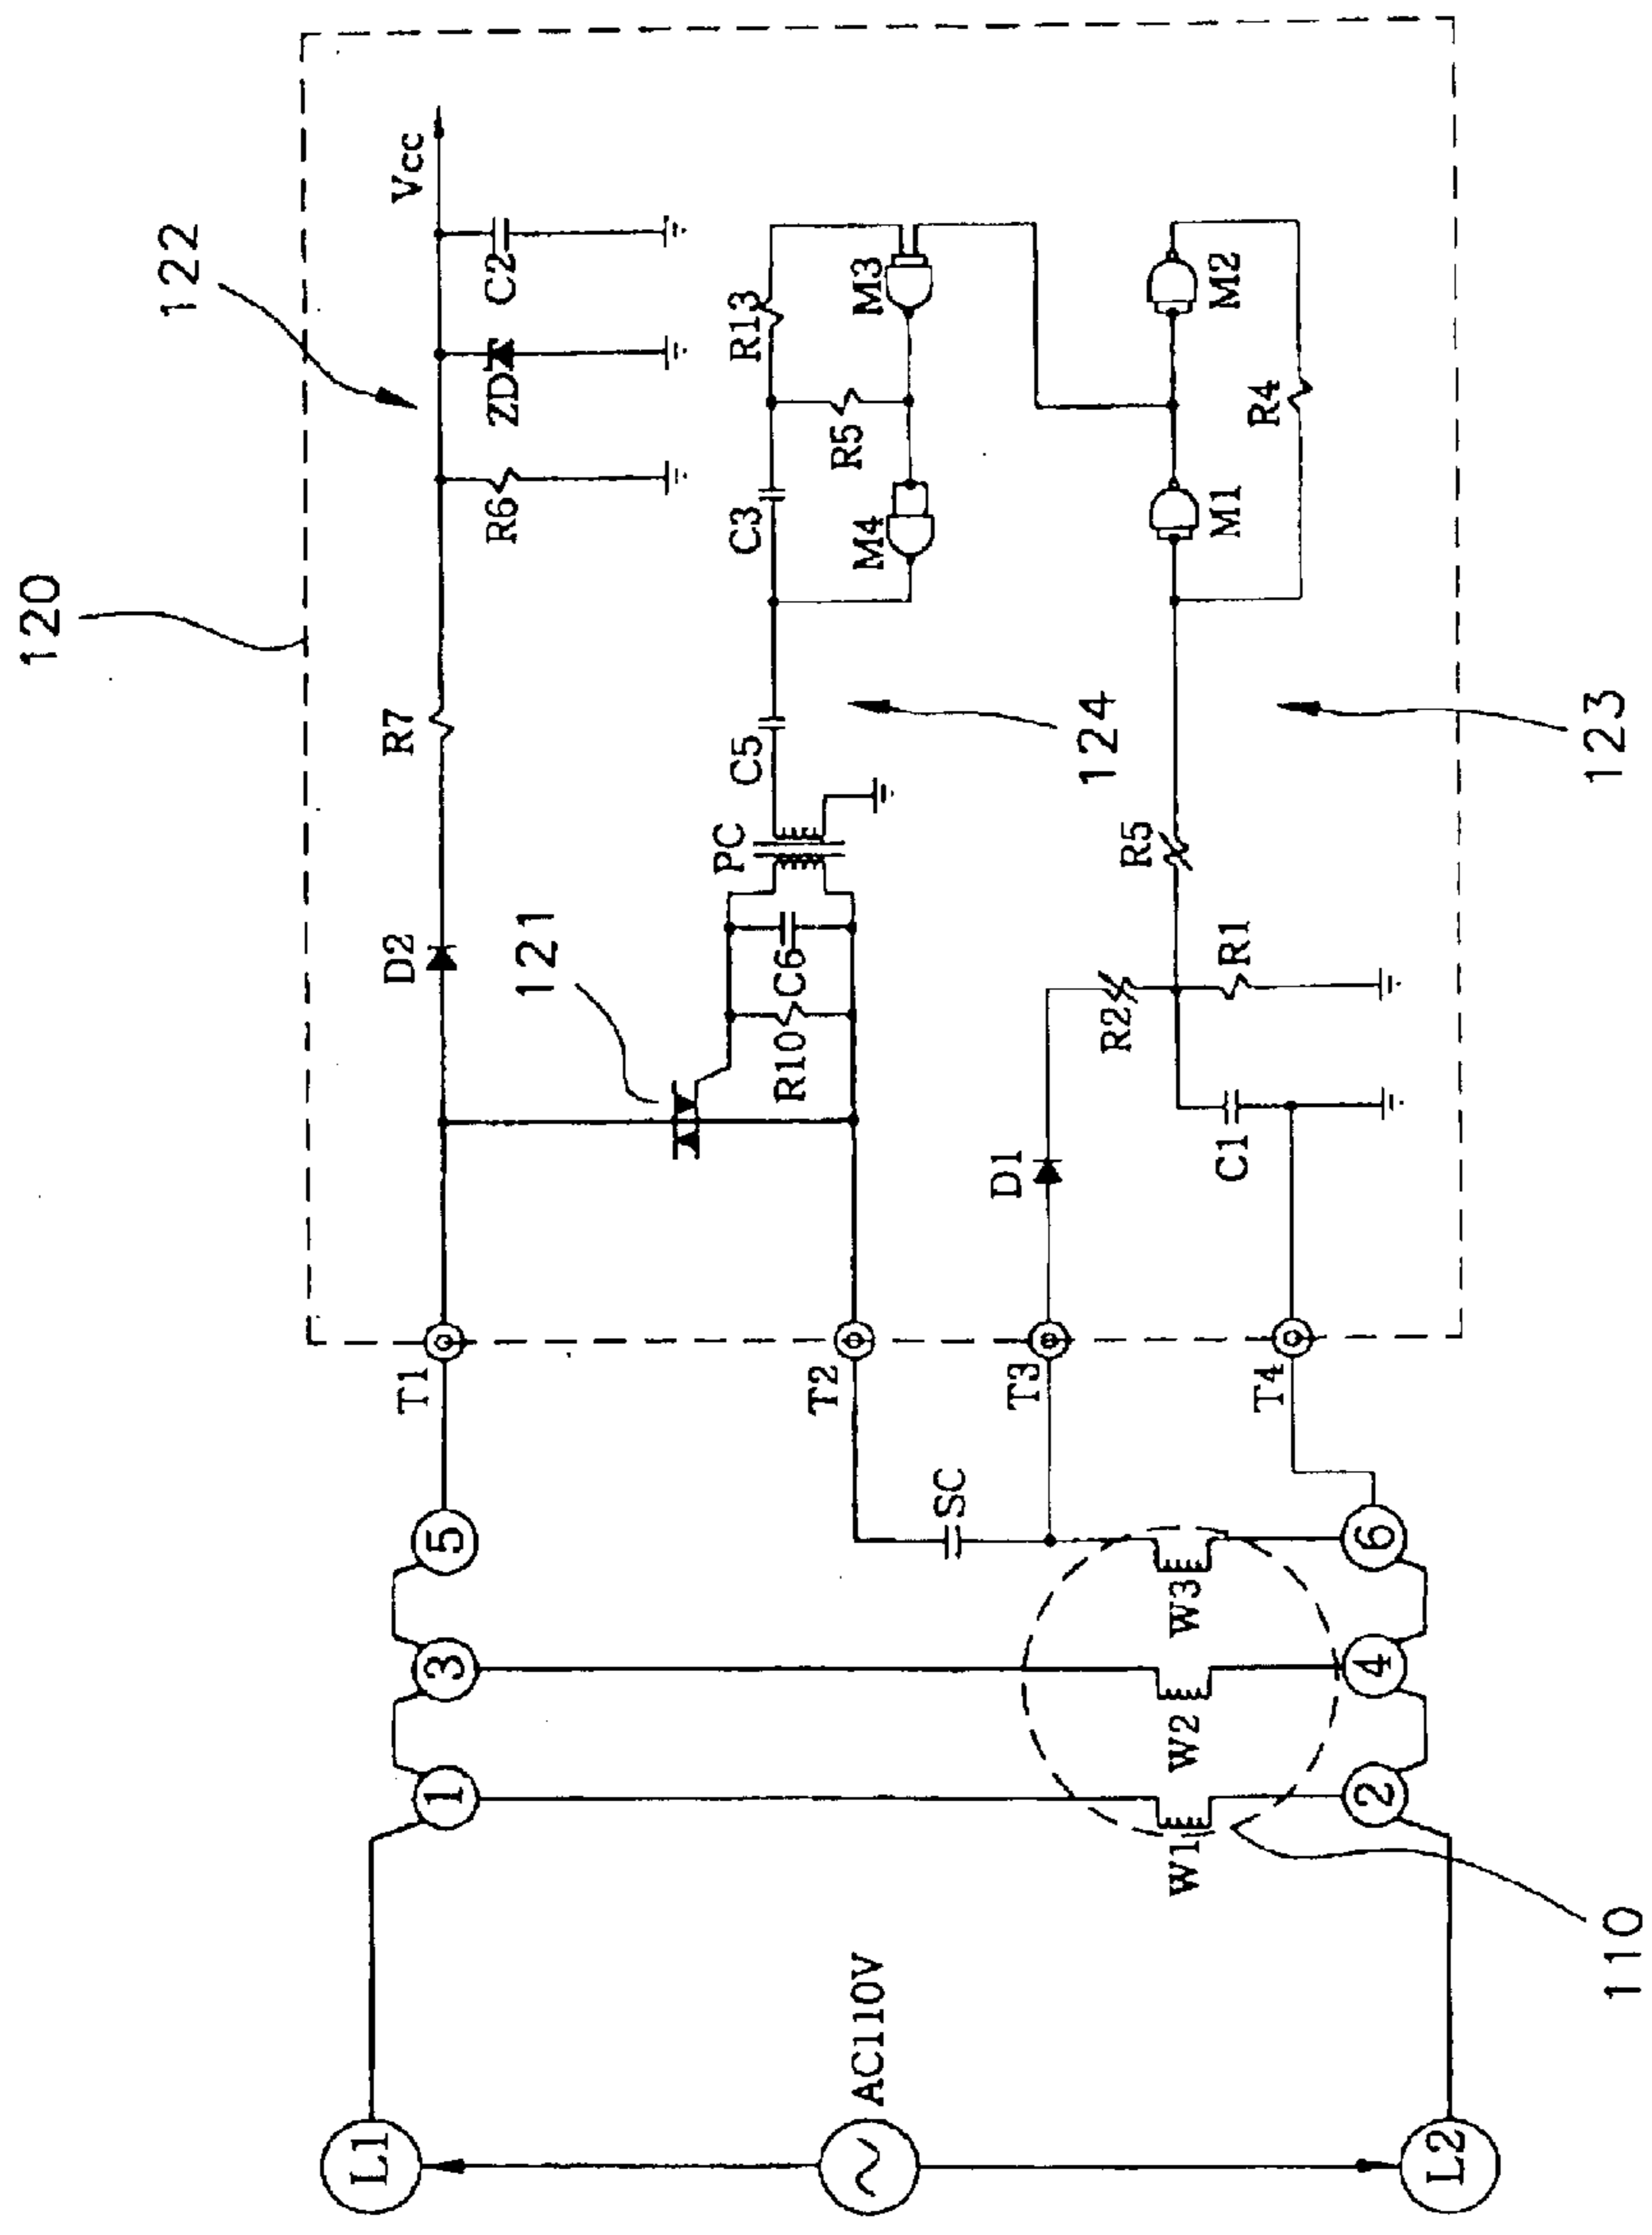 120
122
Vcc
C2
ZD
R6
R7
D2
121
R13
M3
R5
C3
M4
C5
PC
124
C6
R10
M2
R4
M1
123
R5
R1
R2
C1
D1
T1
T2
T3
T4
SC
5
3
1
6
4
2
W3
W2
W1
110
AC110V
L1
L2